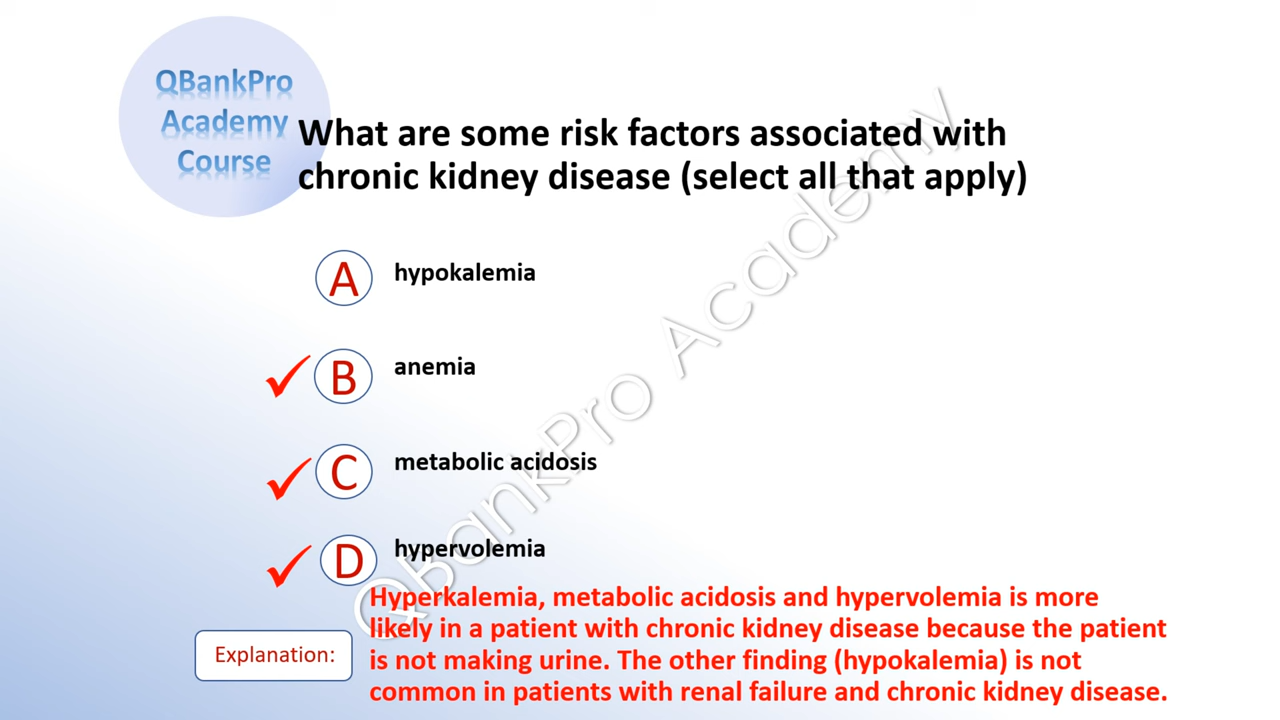 QBankPro
Academy
Course
What are some risk factors associated with
chronic kidney disease (select all that apply)
A hypokalemia
B anemia
C metabolic acidosis
D hypervolemia
Explanation:
Hyperkalemia, metabolic acidosis and hypervolemia is more
likely in a patient with chronic kidney disease because the patient
is not making urine. The other finding (hypokalemia) is not
common in patients with renal failure and chronic kidney disease.
QBankPro Academy